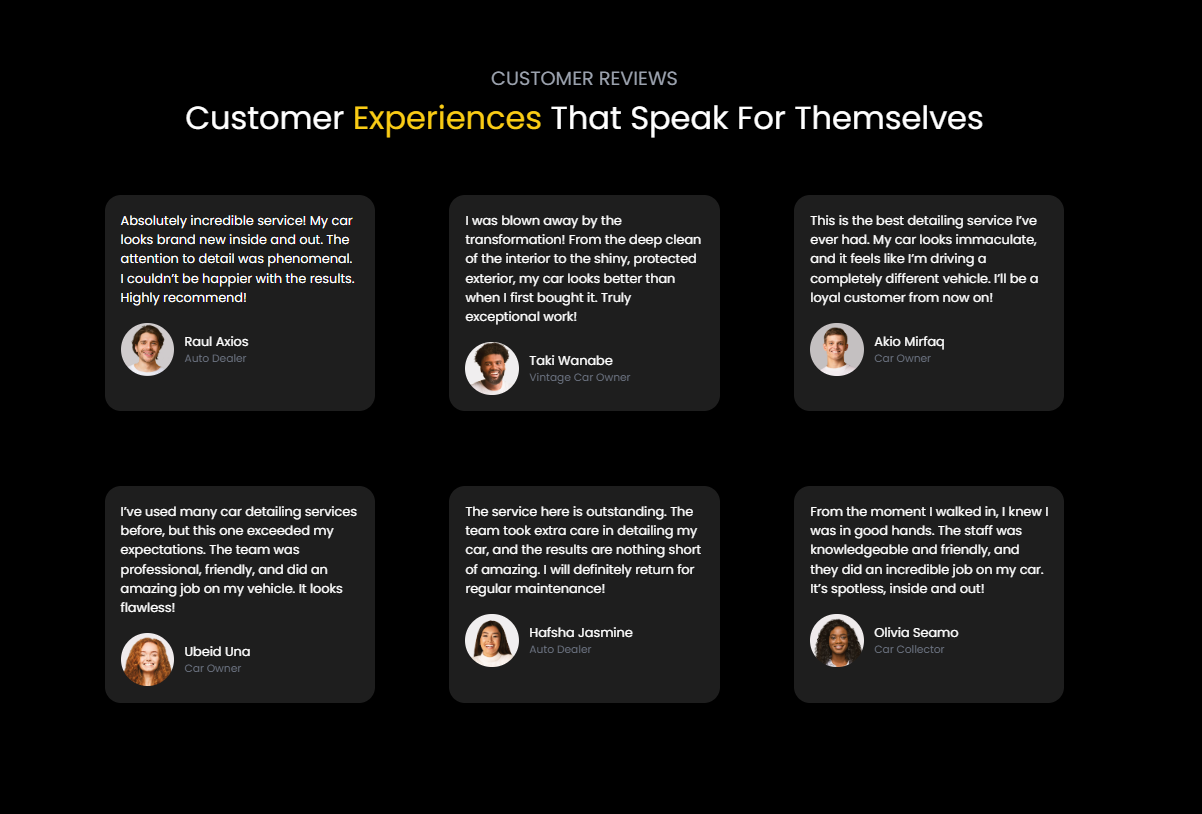 CUSTOMER REVIEWS
Customer Experiences That Speak For Themselves
Absolutely incredible service! My car
looks brand new inside and out. The
attention to detail was phenomenal.
I couldn’t be happier with the results.
Highly recommend!
Raul Axios
Auto Dealer
I was blown away by the
transformation! From the deep clean
of the interior to the shiny, protected
exterior, my car looks better than
when I first bought it. Truly
exceptional work!
Taki Wanabe
Vintage Car Owner
This is the best detailing service I’ve
ever had. My car looks immaculate,
and it feels like I’m driving a
completely different vehicle. I’ll be a
loyal customer from now on!
Akio Mirfaq
Car Owner
I’ve used many car detailing services
before, but this one exceeded my
expectations. The team was
professional, friendly, and did an
amazing job on my vehicle. It looks
flawless!
Ubeid Una
Car Owner
The service here is outstanding. The
team took extra care in detailing my
car, and the results are nothing short
of amazing. I will definitely return for
regular maintenance!
Hafsha Jasmine
Auto Dealer
From the moment I walked in, I knew I
was in good hands. The staff was
knowledgeable and friendly, and
they did an incredible job on my car.
It’s spotless, inside and out!
Olivia Seamo
Car Collector